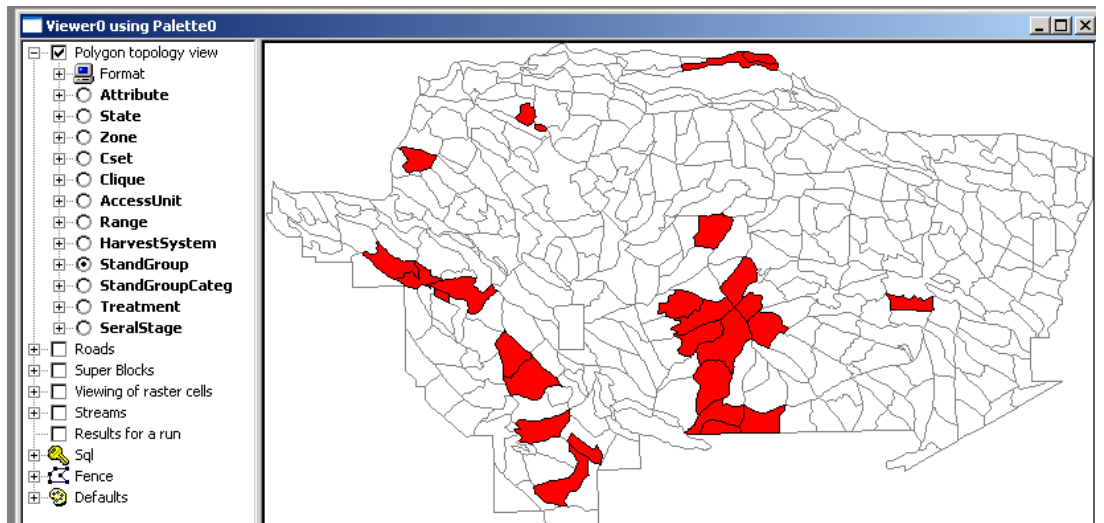 Viewer0 using Palette0
Polygon topology view
Format
Attribute
State
Zone
Cset
Clique
AccessUnit
Range
HarvestSystem
StandGroup
StandGroupCateg
Treatment
SeralStage
Roads
Super Blocks
Viewing of raster cells
Streams
Results for a run
Sql
Fence
Defaults